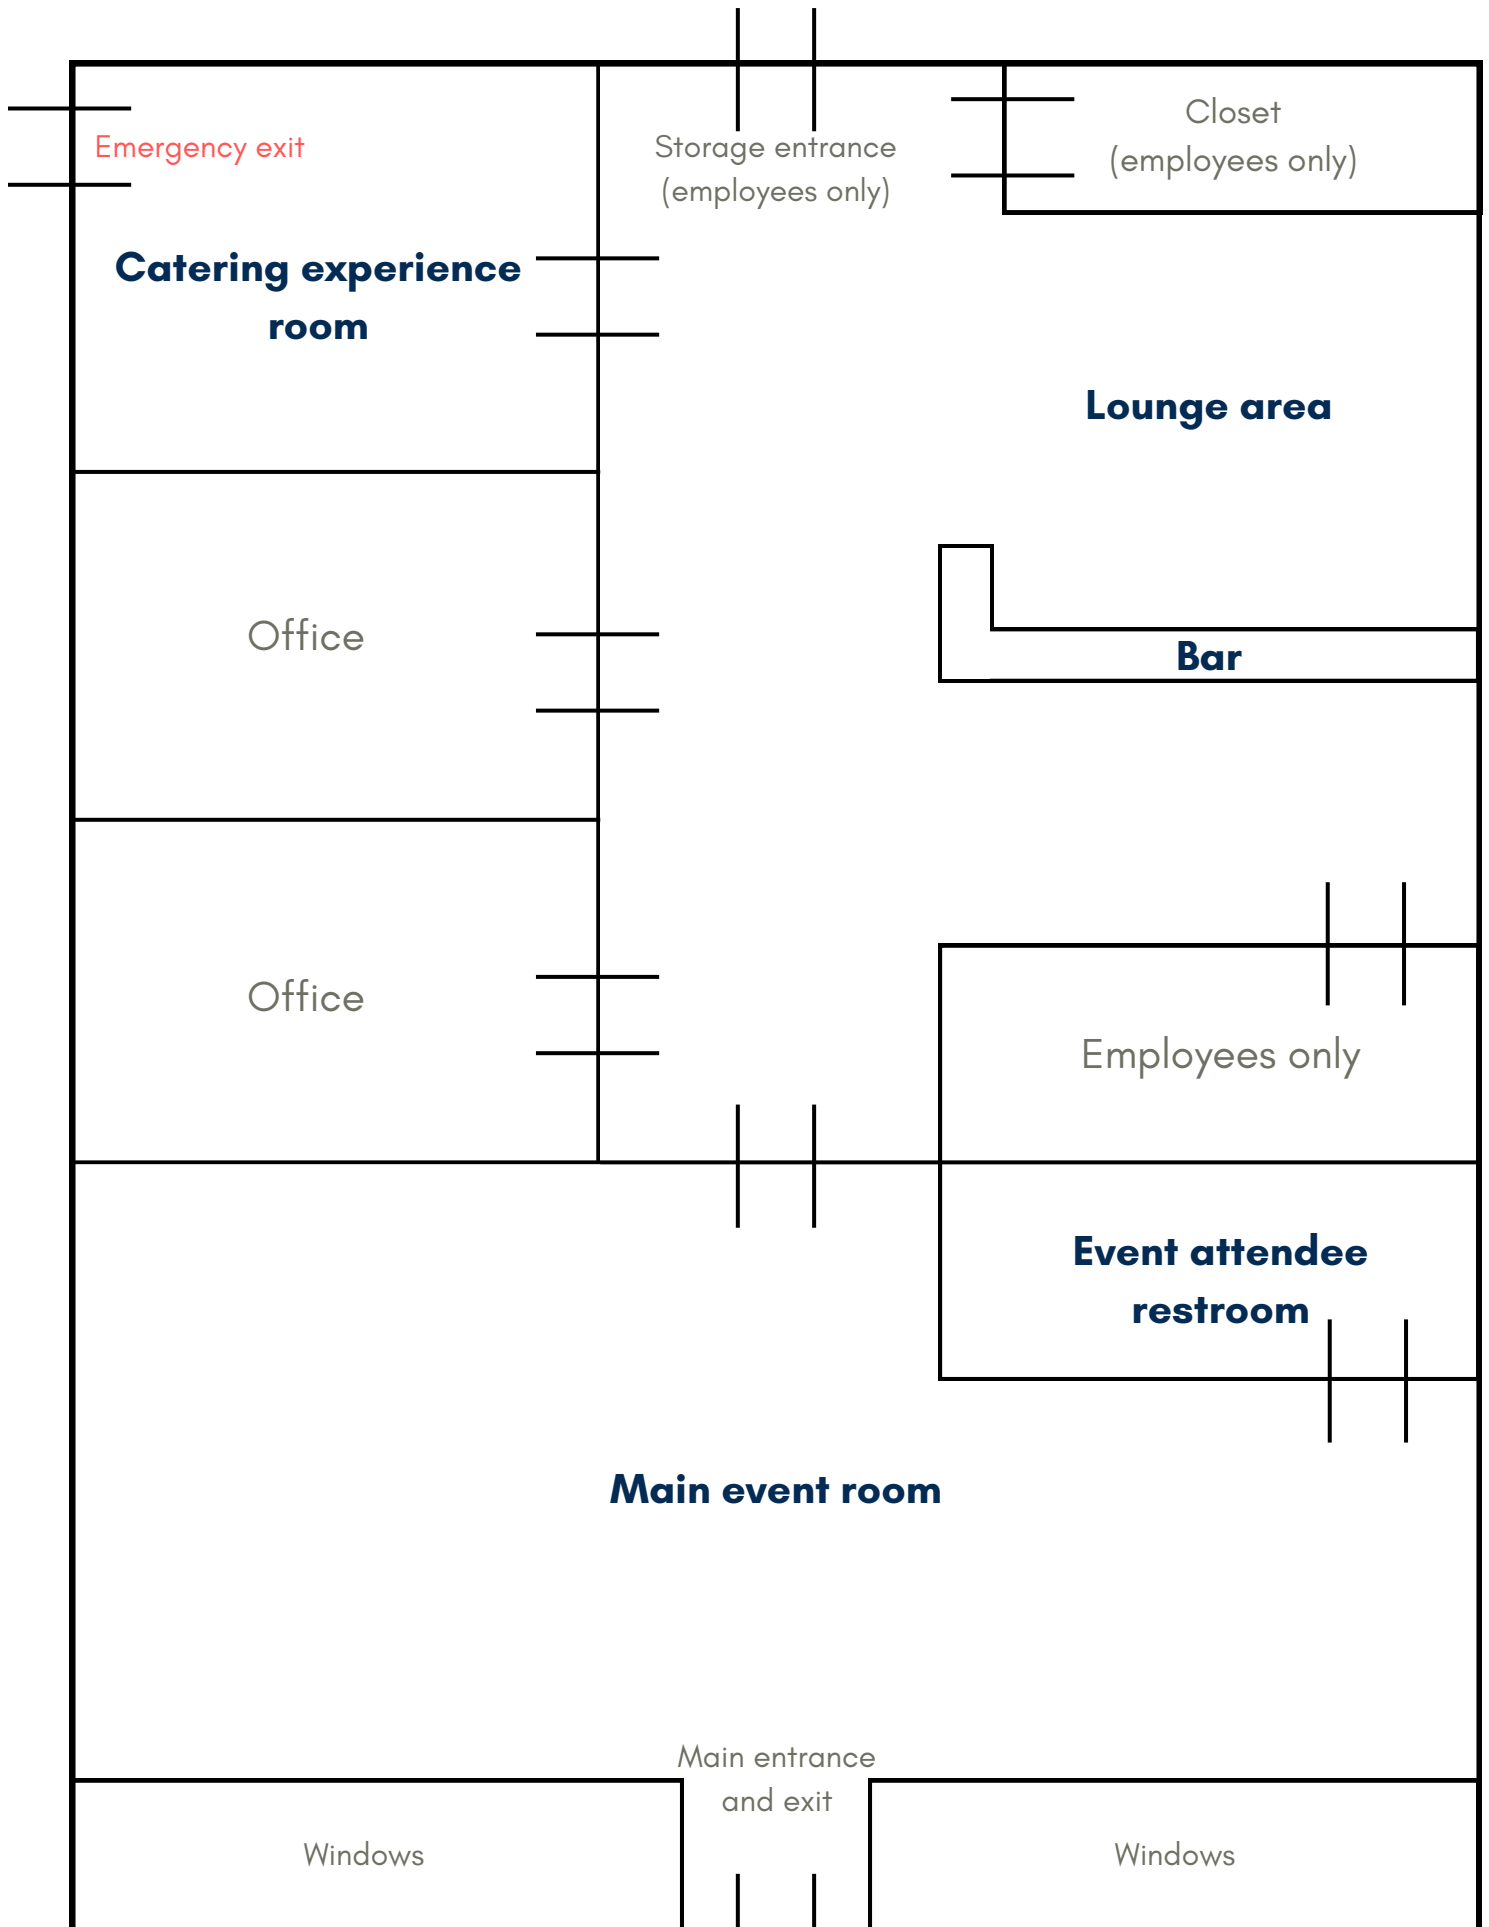 Emergency exit
Storage entrance
(employees only)
Closet
(employees only)
Catering experience
room
Lounge area
Office
Bar
Office
Employees only
Event attendee
restroom
Main event room
Main entrance
and exit
Windows
Windows